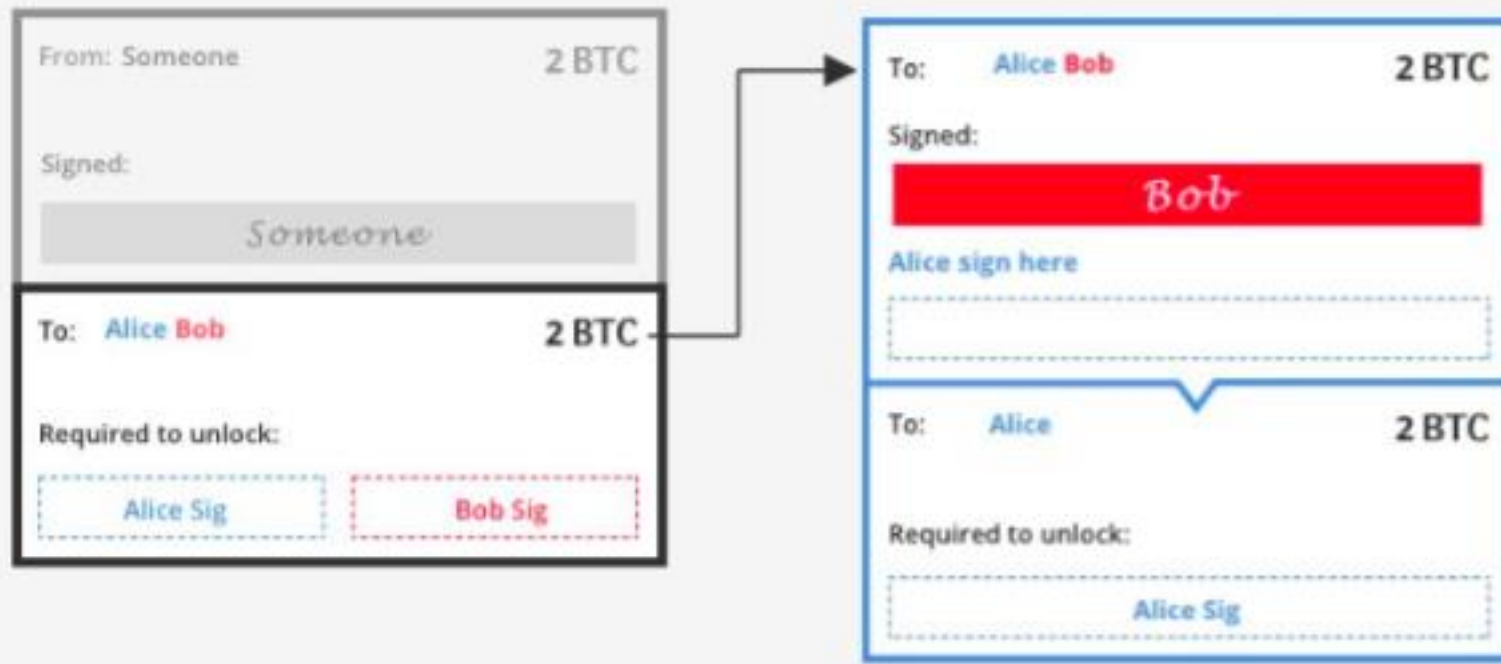 From: Someone 2 BTC
Signed:
Someone
To: Alice Bob 2 BTC
Required to unlock:
Alice Sig Bob Sig
To: Alice Bob 2 BTC
Signed:
Bob
Alice sign here
To: Alice 2 BTC
Required to unlock:
Alice Sig